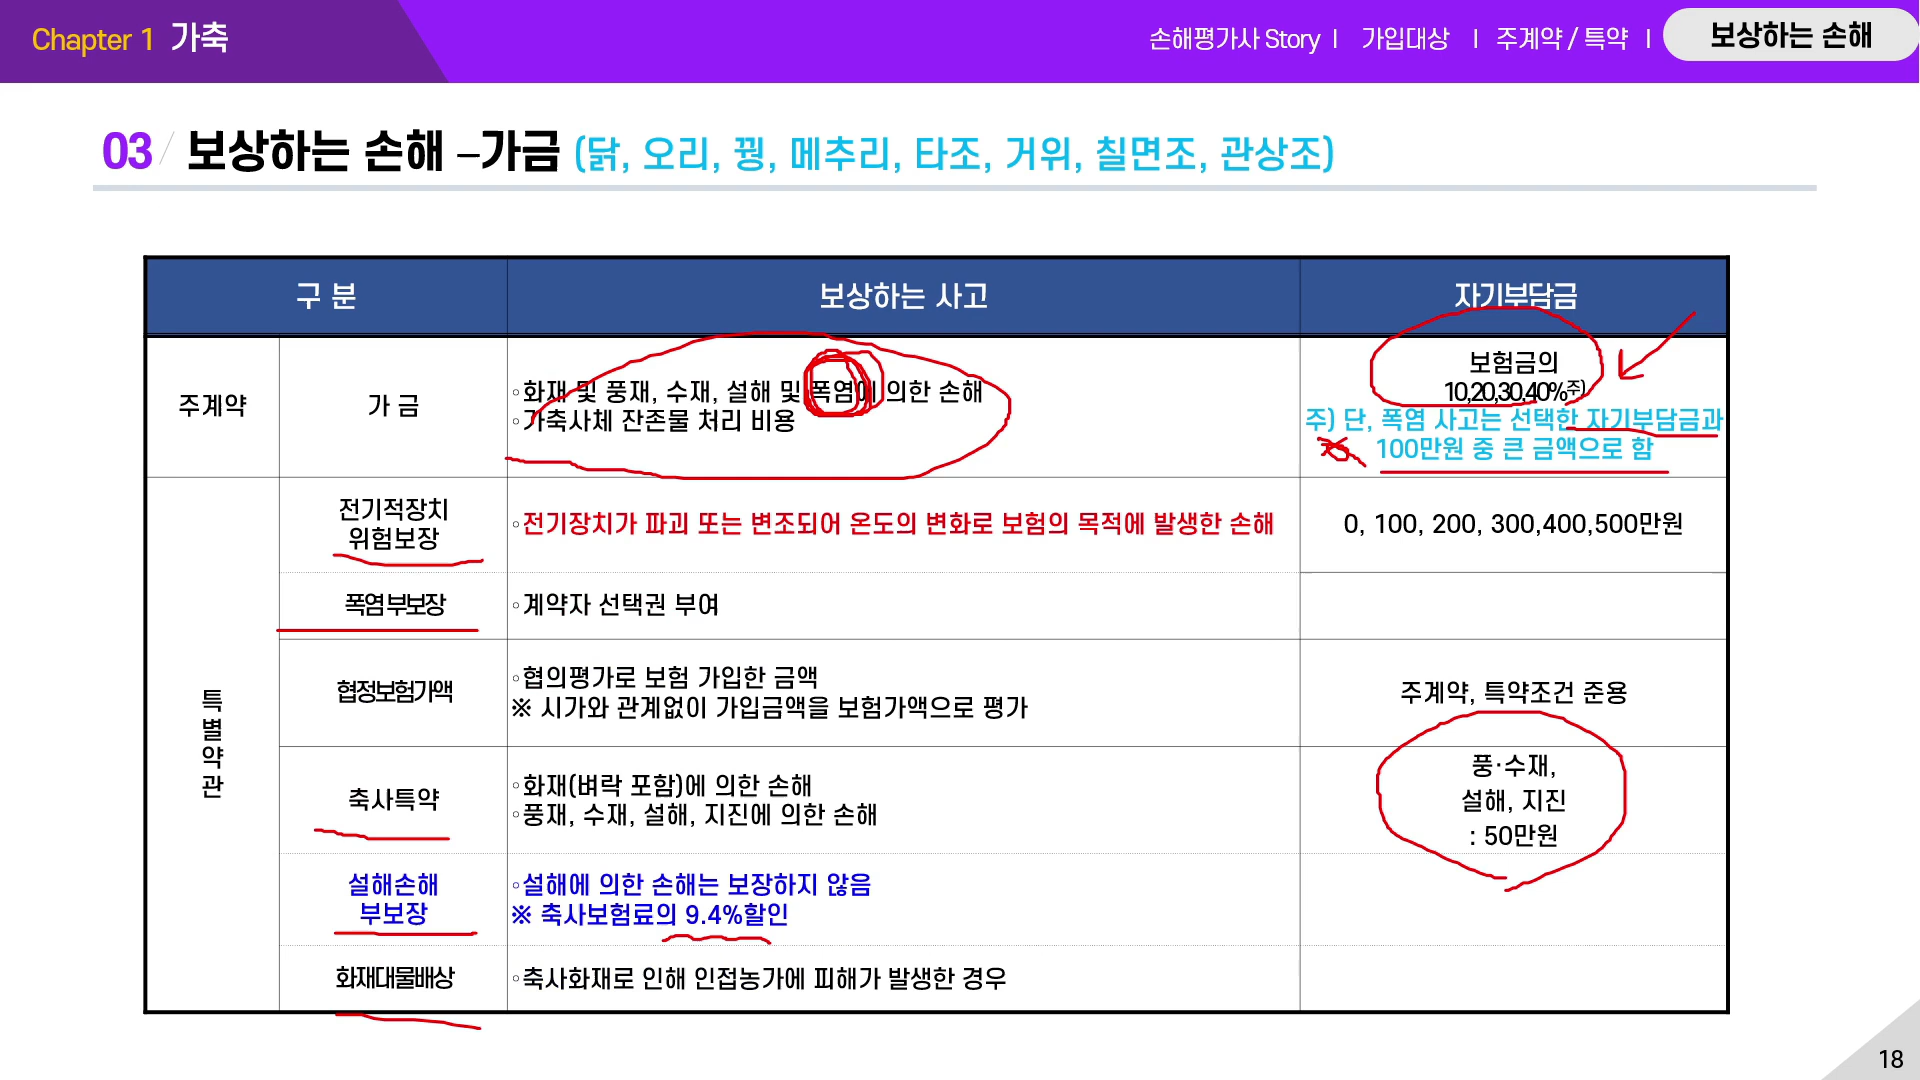 Chapter 1 가축
손해평가사 Story | 가입대상 | 주계약 / 특약 | 보상하는 손해
03 / 보상하는 손해 –가금 (닭, 오리, 꿩, 메추리, 타조, 거위, 칠면조, 관상조)
구 분
보상하는 사고
자기부담금
주계약
가 금
◦화재 및 풍재, 수재, 설해 및 폭염에 의한 손해
◦가축사체 잔존물 처리 비용
보험금의
10,20,30,40%주)
주) 단, 폭염 사고는 선택한 자기부담금과
100만원 중 큰 금액으로 함
특
별
약
관
전기적장치
위험보장
◦전기장치가 파괴 또는 변조되어 온도의 변화로 보험의 목적에 발생한 손해
0, 100, 200, 300,400,500만원
폭염 부보장
◦계약자 선택권 부여
협정보험가액
◦협의평가로 보험 가입한 금액
※ 시가와 관계없이 가입금액을 보험가액으로 평가
주계약, 특약조건 준용
축사특약
◦화재(벼락 포함)에 의한 손해
◦풍재, 수재, 설해, 지진에 의한 손해
풍·수재,
설해, 지진
: 50만원
설해손해
부보장
◦설해에 의한 손해는 보장하지 않음
※ 축사보험료의 9.4%할인
화재대물배상
◦축사화재로 인해 인접농가에 피해가 발생한 경우
18